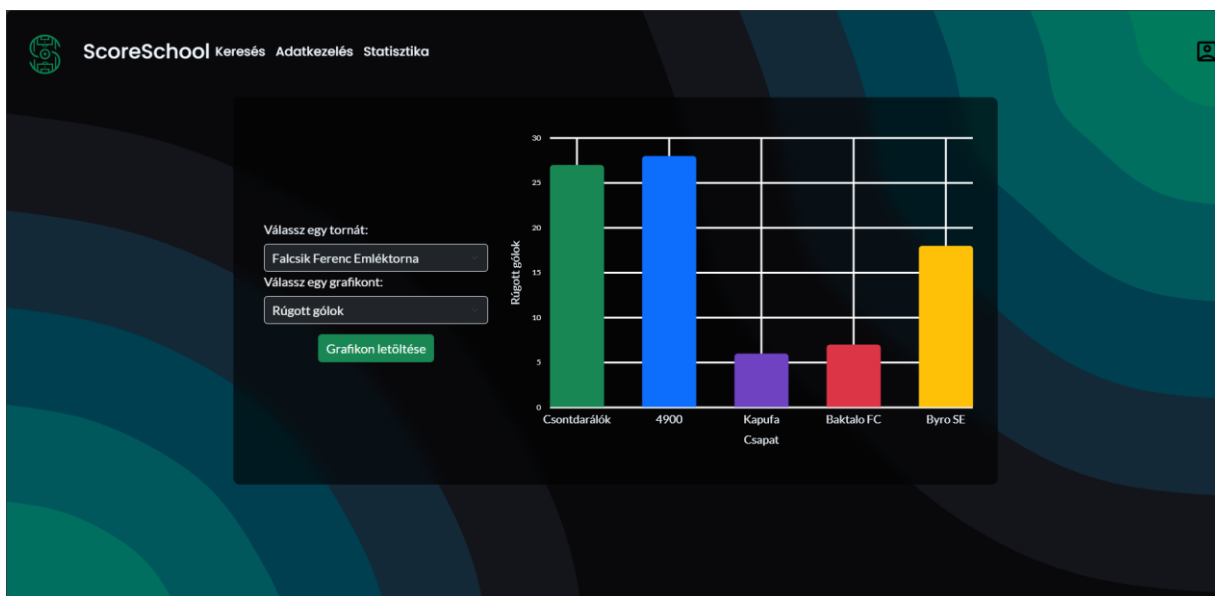 ScoreSchool Keresés Adatkezelés Statisztika
Válassz egy tornát:
Falcsik Ferenc Emléktorna
Válassz egy grafikont:
Rúgott gólok
Grafikon letöltése
Rúgott gólok
30
25
20
15
10
5
0
Csontdarálók 4900 Kapufa Baktalo FC Byro SE
Csapat